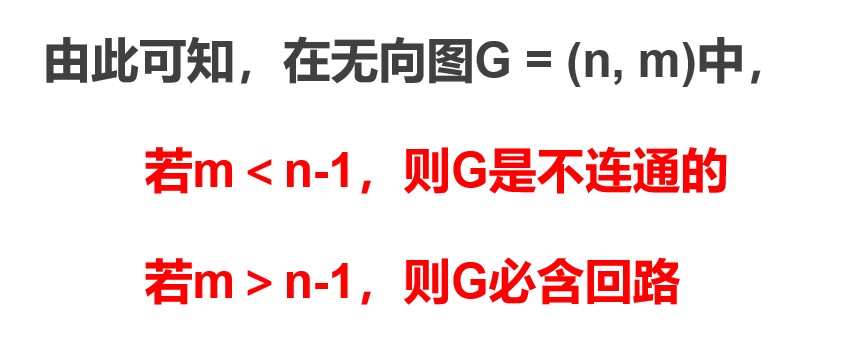 由此可知，在无向图G = (n, m)中，
若m＜n-1，则G是不连通的
若m＞n-1，则G必含回路